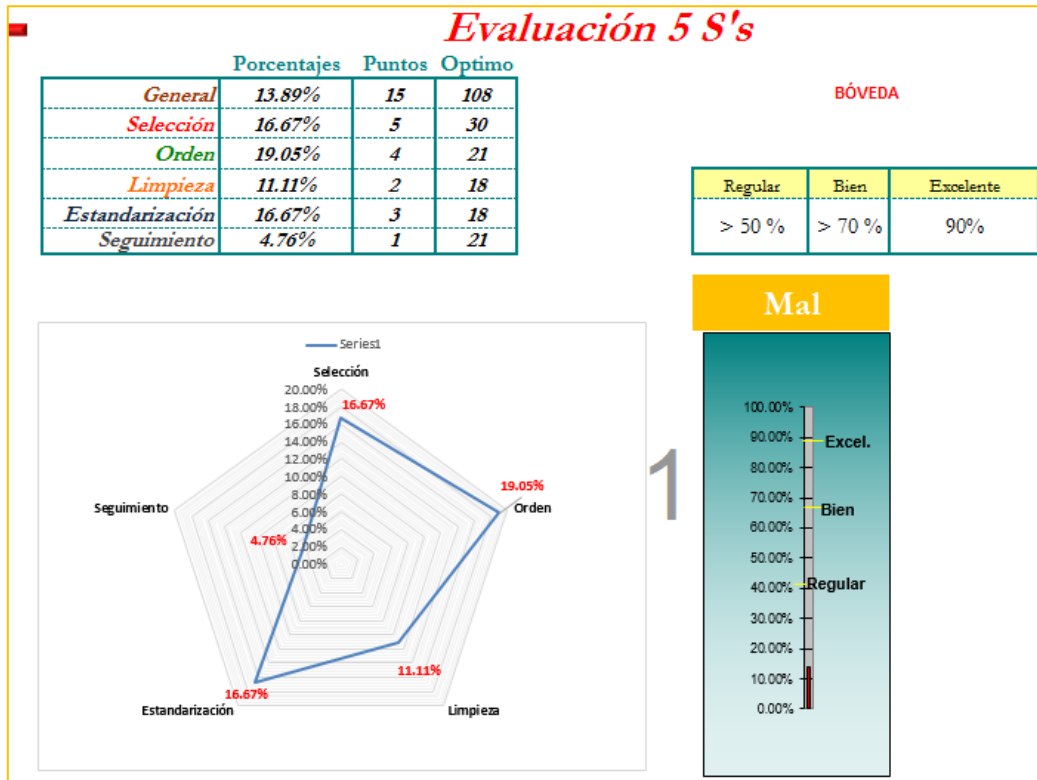 Evaluación 5 S's
Porcentajes Puntos Optimo
General 13.89% 15 108
Selección 16.67% 5 30
Orden 19.05% 4 21
Limpieza 11.11% 2 18
Estandarización 16.67% 3 18
Seguimiento 4.76% 1 21
BÓVEDA
Regular Bien Excelente
> 50 % > 70 % 90%
Mal
Series1
Selección
20.00%
18.00%
16.00%
14.00%
12.00%
10.00%
8.00%
6.00%
4.00%
2.00%
0.00%
16.67%
19.05%
Orden
11.11%
Limpieza
16.67%
Estandarización
4.76%
Seguimiento
1
100.00%
90.00%
80.00%
70.00%
60.00%
50.00%
40.00%
30.00%
20.00%
10.00%
0.00%
Excel.
Bien
Regular